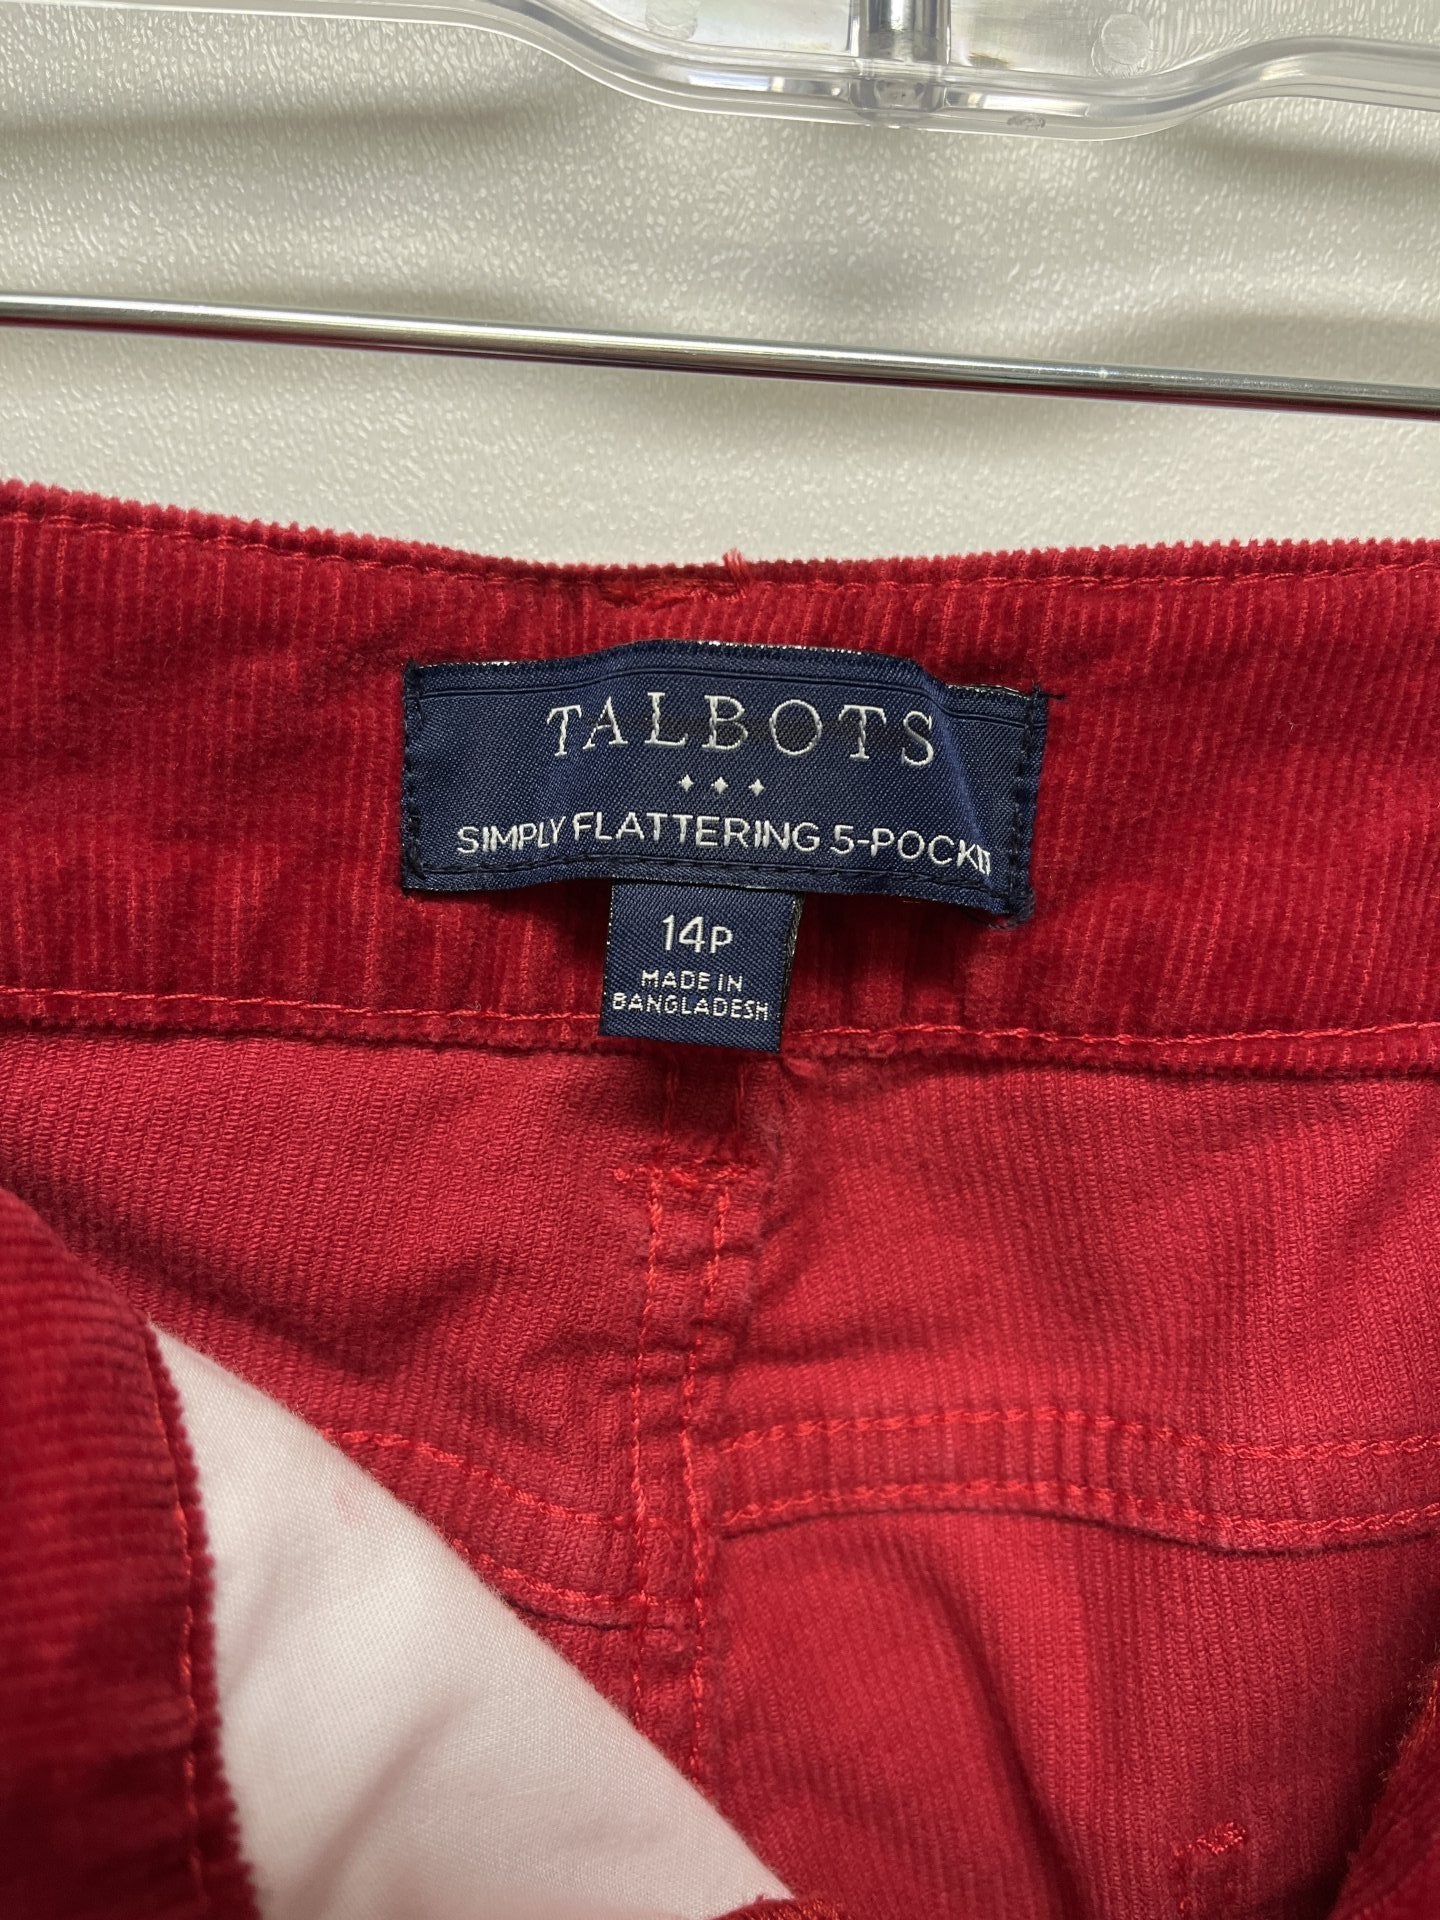 TALBOTS
SIMPLY FLATTERING 5-POCKET
14P
MADE IN
BANGLADESH